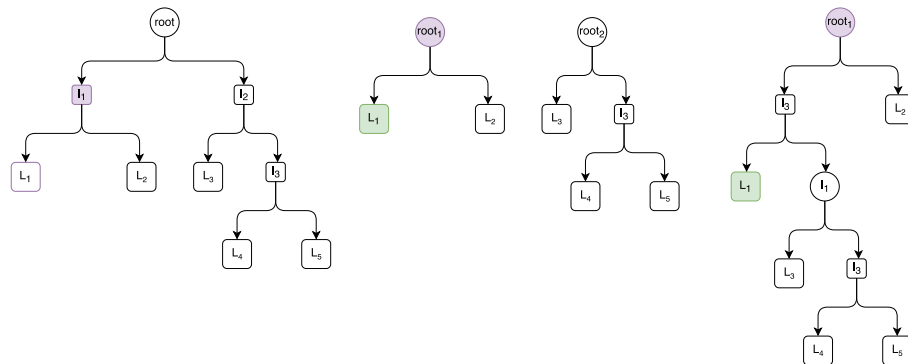 root
I₁
I₂
L₁
L₂
L₃
I₃
L₄
L₅
root₁
L₁
L₂
root₂
L₃
I₃
L₄
L₅
root₁
I₃
L₂
L₁
I₁
L₃
I₃
L₄
L₅